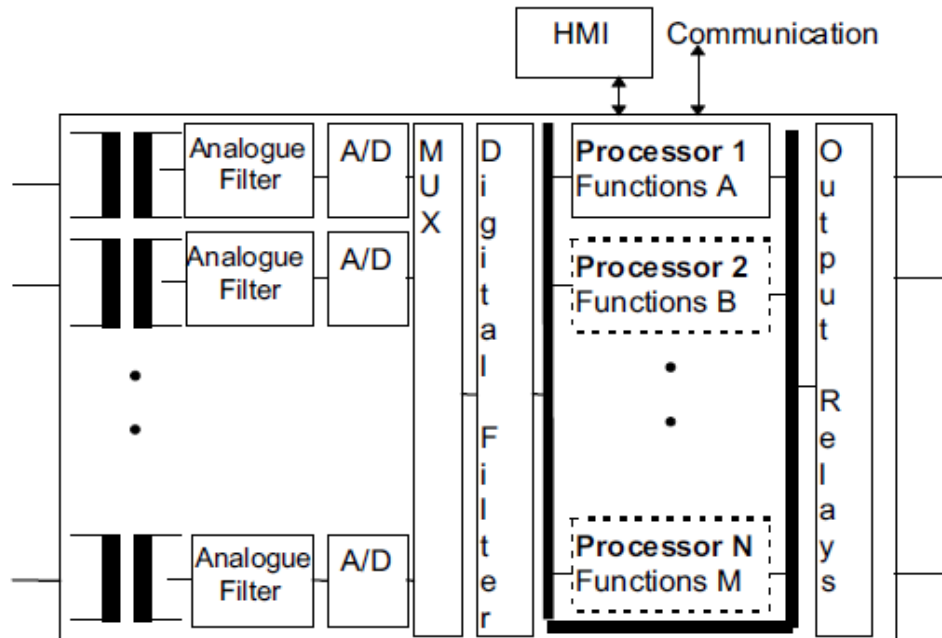 HMI
Communication
Analogue
Filter
A/D
MUX
Digital Filter
Processor 1
Functions A
Output Relays
Analogue
Filter
A/D
Processor 2
Functions B
Analogue
Filter
A/D
Processor N
Functions M